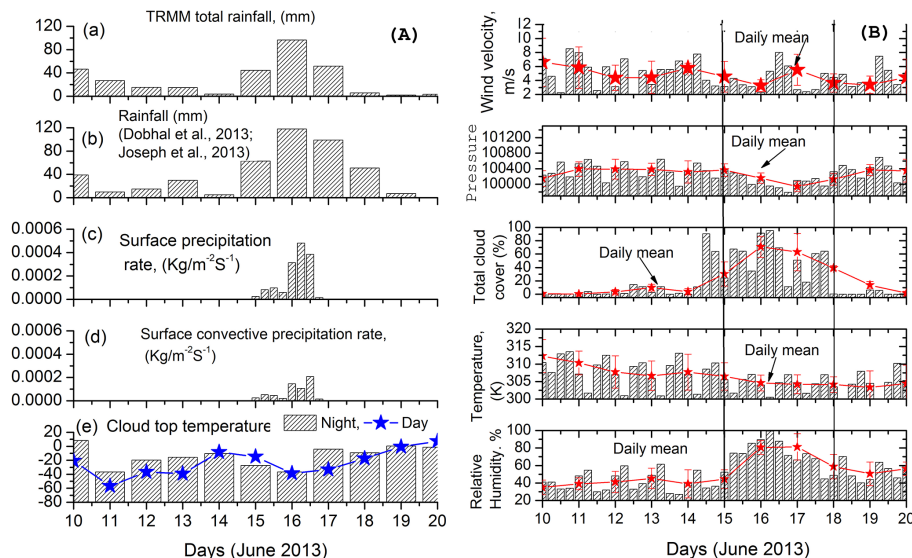 TRMM total rainfall, (mm)
(a)
(A)
120
80
40
0
Rainfall (mm)
(Dobhal et al., 2013;
Joseph et al., 2013)
(b)
120
80
40
0
(c)
Surface precipitation
rate, (Kg/m⁻²S⁻¹)
0.0006
0.0004
0.0002
0.0000
(d)
Surface convective precipitation rate,
(Kg/m⁻²S⁻¹)
0.0006
0.0004
0.0002
0.0000
(e)
Cloud top temperature
Night,
Day
20
0
-20
-40
-60
-80
10 11 12 13 14 15 16 17 18 19 20
Days (June 2013)
(B)
Wind velocity,
m/s
Daily mean
12
10
8
6
4
2
Pressure
Daily mean
101200
100800
100400
100000
Total cloud
cover (%)
Daily mean
100
80
60
40
20
0
Temperature,
(K)
Daily mean
320
315
310
305
300
Relative
Humidity. %
Daily mean
100
80
60
40
20
0
10 11 12 13 14 15 16 17 18 19 20
Days (June 2013)